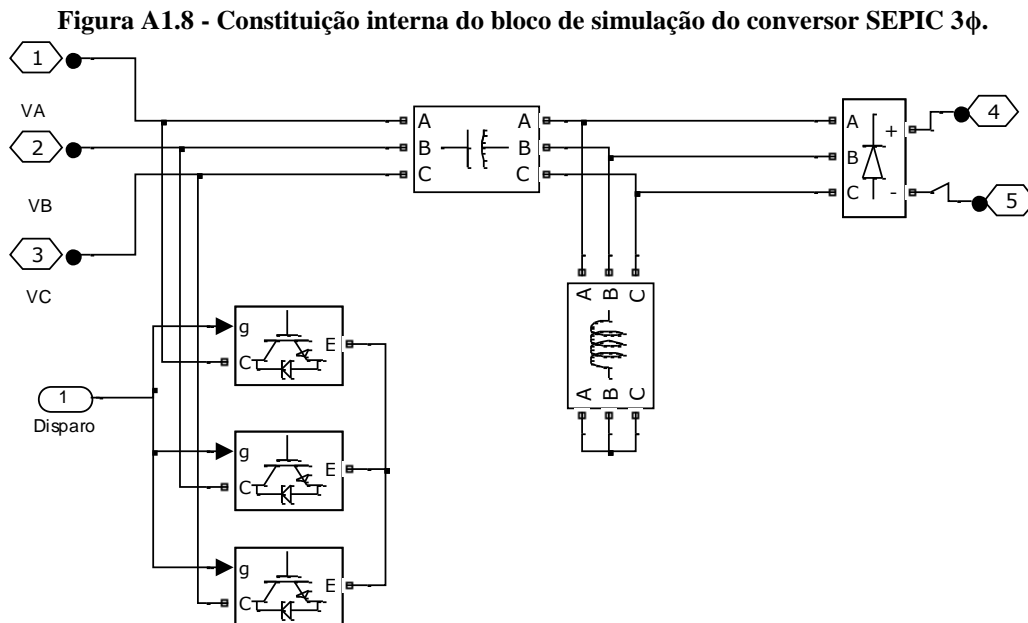 Figura A1.8 - Constituição interna do bloco de simulação do conversor SEPIC 3ϕ.
1
VA
2
VB
3
VC
A
B
C
A
B
C
A
B
C
+
-
4
5
A
B
C
A
B
C
g
C
E
1
Disparo
g
C
E
g
C
E